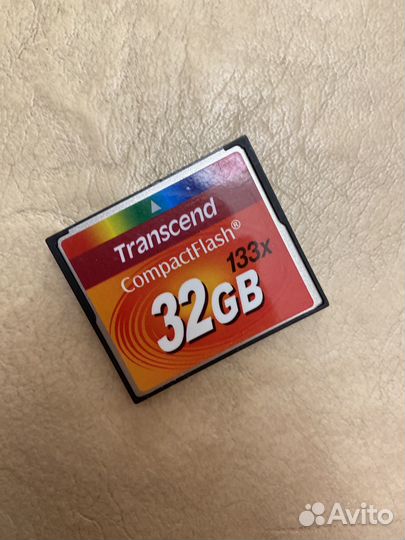 Transcend
CompactFlash®
133x
32GB
Avito